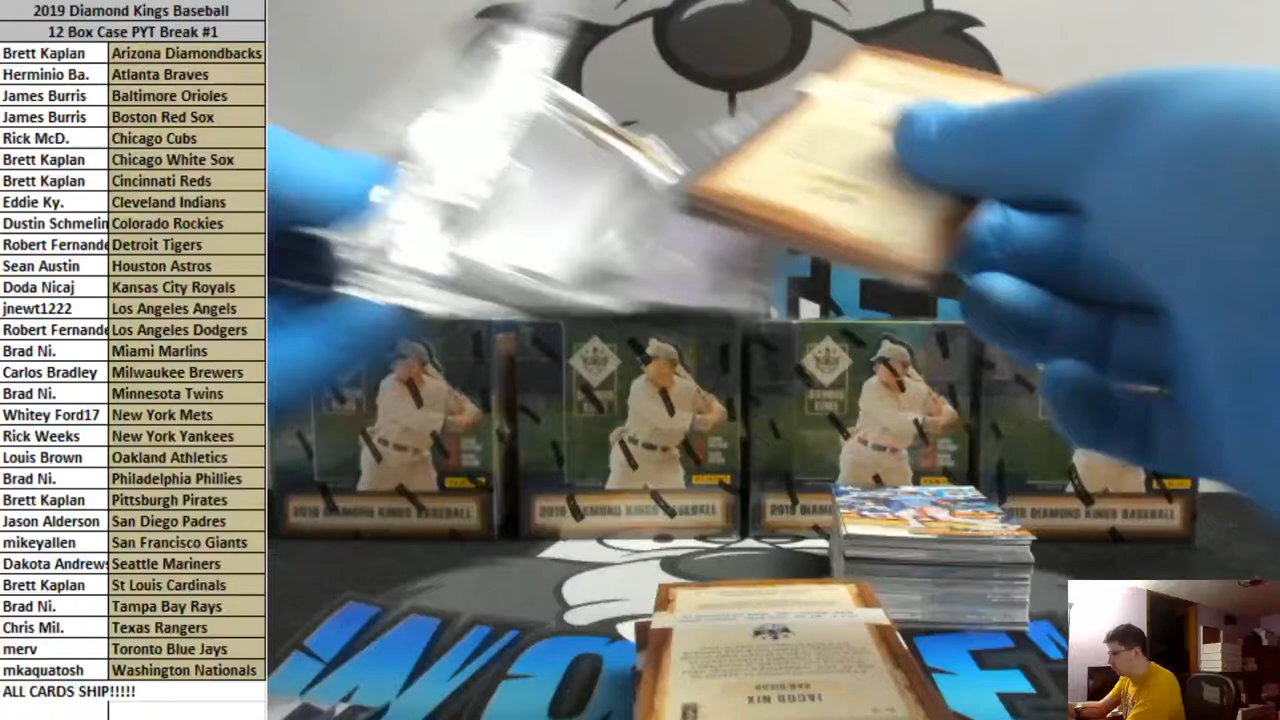 2019 Diamond Kings Baseball
12 Box Case PYT Break #1
Brett Kaplan Arizona Diamondbacks
Herminio Ba. Atlanta Braves
James Burris Baltimore Orioles
James Burris Boston Red Sox
Rick McD. Chicago Cubs
Brett Kaplan Chicago White Sox
Brett Kaplan Cincinnati Reds
Eddie Ky. Cleveland Indians
Dustin Schmelin Colorado Rockies
Robert Fernande Detroit Tigers
Sean Austin Houston Astros
Doda Nicaj Kansas City Royals
jnewt1222 Los Angeles Angels
Robert Fernande Los Angeles Dodgers
Brad Ni. Miami Marlins
Carlos Bradley Milwaukee Brewers
Brad Ni. Minnesota Twins
Whitey Ford17 New York Mets
Rick Weeks New York Yankees
Louis Brown Oakland Athletics
Brad Ni. Philadelphia Phillies
Brett Kaplan Pittsburgh Pirates
Jason Alderson San Diego Padres
mikeyallen San Francisco Giants
Dakota Andrews Seattle Mariners
Brett Kaplan St Louis Cardinals
Brad Ni. Tampa Bay Rays
Chris Mil. Texas Rangers
merv Toronto Blue Jays
mkaquatosh Washington Nationals
ALL CARDS SHIP!!!!!
2019 DIAMOND KINGS BASEBALL
2019 DIAMOND KINGS BASEBALL
2019 DIAM
2019 DIAMOND KINGS BASEBALL
JACOB NIX
SAN DIEGO